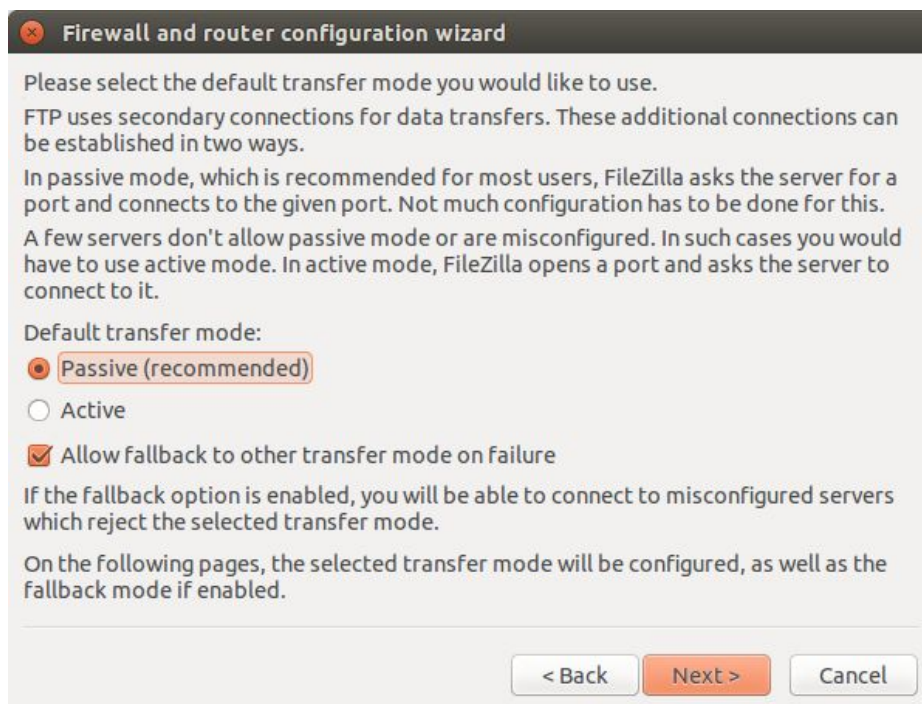 Firewall and router configuration wizard
Please select the default transfer mode you would like to use.
FTP uses secondary connections for data transfers. These additional connections can
be established in two ways.
In passive mode, which is recommended for most users, FileZilla asks the server for a
port and connects to the given port. Not much configuration has to be done for this.
A few servers don't allow passive mode or are misconfigured. In such cases you would
have to use active mode. In active mode, FileZilla opens a port and asks the server to
connect to it.
Default transfer mode:
Passive (recommended)
Active
Allow fallback to other transfer mode on failure
If the fallback option is enabled, you will be able to connect to misconfigured servers
which reject the selected transfer mode.
On the following pages, the selected transfer mode will be configured, as well as the
fallback mode if enabled.
< Back Next > Cancel